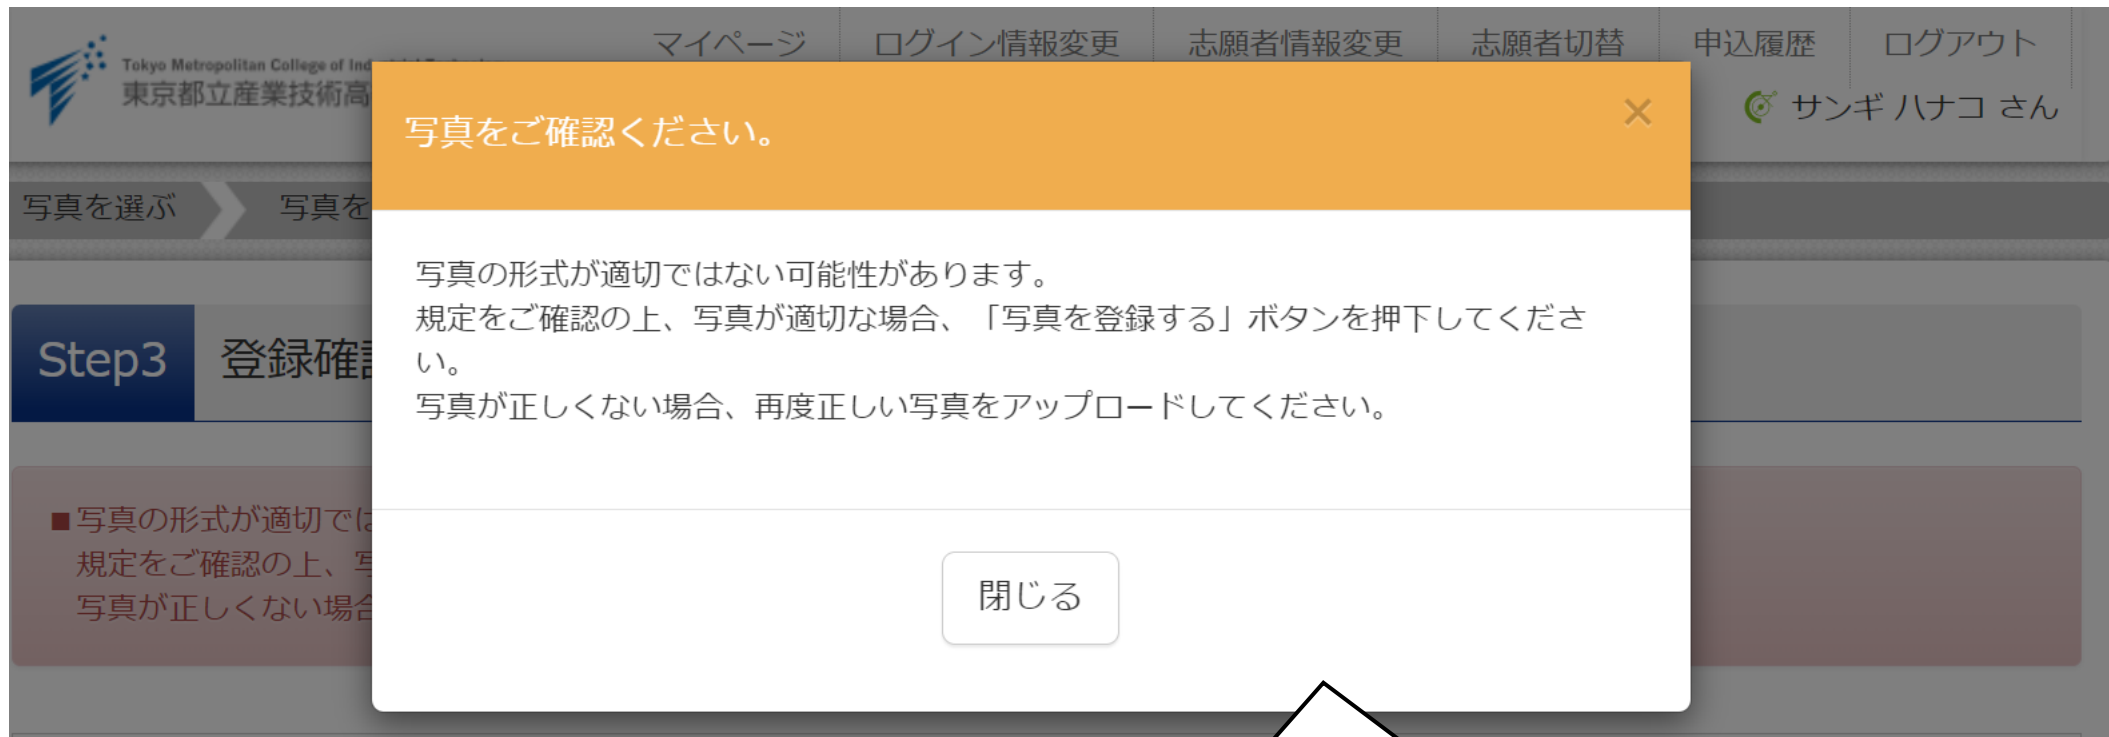 マイページ ログイン情報変更 志願者情報変更 志願者切替 申込履歴 ログアウト
Tokyo Metropolitan College of
東京都立産業技術高
サンギ ハナコ さん
写真をご確認ください。
×
写真を選ぶ 写真を
写真の形式が適切ではない可能性があります。
規定をご確認の上、写真が適切な場合、「写真を登録する」ボタンを押下してくださ
い。
写真が正しくない場合、再度正しい写真をアップロードしてください。
Step3 登録確認
■写真の形式が適切では
規定をご確認の上、写
写真が正しくない場合
閉じる